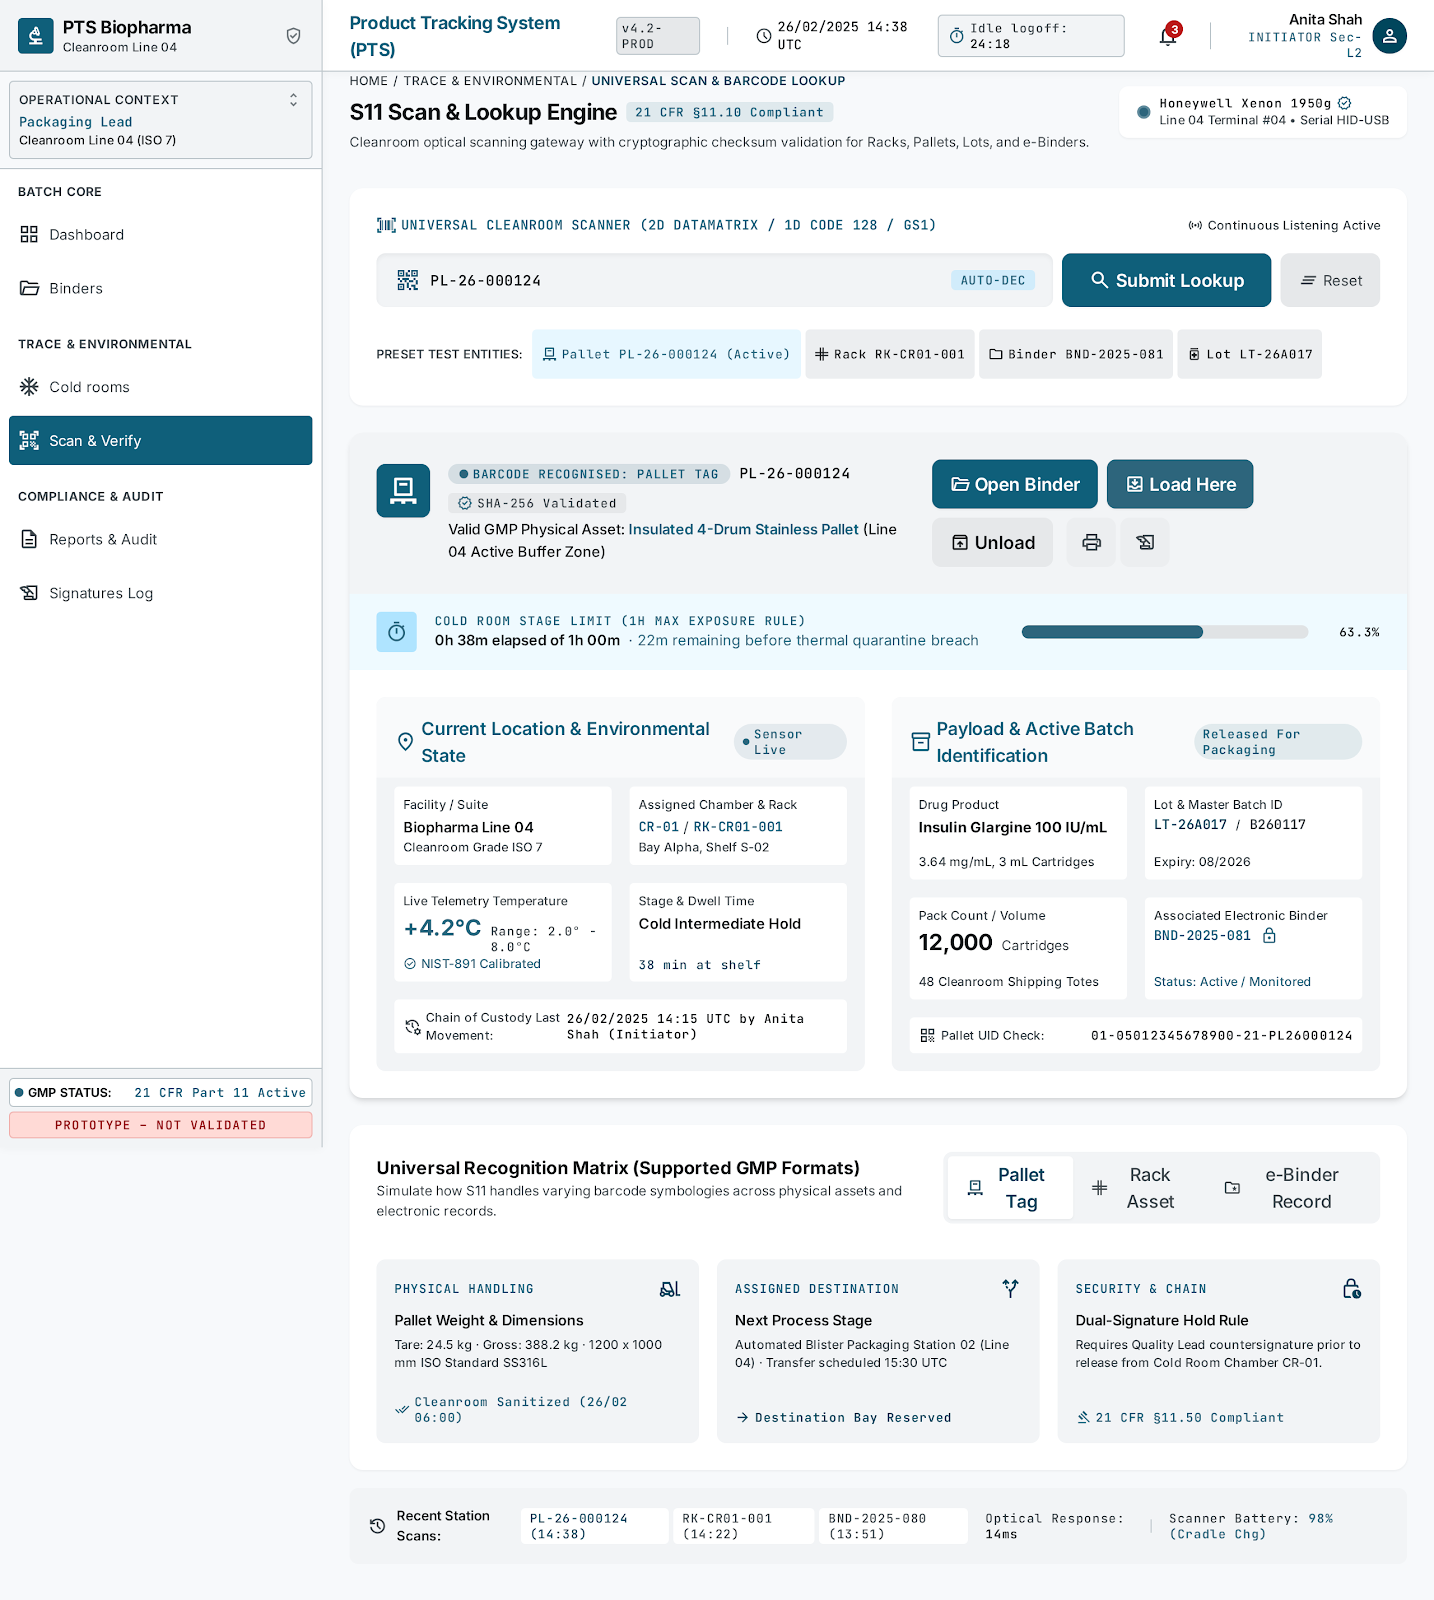 PTS Biopharma
Cleanroom Line 04
OPERATIONAL CONTEXT
Packaging Lead
Cleanroom Line 04 (ISO 7)
BATCH CORE
Dashboard
Binders
TRACE & ENVIRONMENTAL
Cold rooms
Scan & Verify
COMPLIANCE & AUDIT
Reports & Audit
Signatures Log
GMP STATUS: 21 CFR Part 11 Active
PROTOTYPE – NOT VALIDATED
Product Tracking System
(PTS)
v4.2-
PROD
26/02/2025 14:38
UTC
Idle logoff:
24:18
3
Anita Shah
INITIATOR Sec-
L2
HOME / TRACE & ENVIRONMENTAL / UNIVERSAL SCAN & BARCODE LOOKUP
S11 Scan & Lookup Engine 21 CFR §11.10 Compliant
Cleanroom optical scanning gateway with cryptographic checksum validation for Racks, Pallets, Lots, and e-Binders.
Honeywell Xenon 1950g
Line 04 Terminal #04 • Serial HID-USB
UNIVERSAL CLEANROOM SCANNER (2D DATAMATRIX / 1D CODE 128 / GS1)
Continuous Listening Active
PL-26-000124
AUTO-DEC
Submit Lookup
Reset
PRESET TEST ENTITIES: Pallet PL-26-000124 (Active) Rack RK-CR01-001 Binder BND-2025-081 Lot LT-26A017
BARCODE RECOGNISED: PALLET TAG PL-26-000124
SHA-256 Validated
Valid GMP Physical Asset: Insulated 4-Drum Stainless Pallet (Line
04 Active Buffer Zone)
Open Binder
Load Here
Unload
COLD ROOM STAGE LIMIT (1H MAX EXPOSURE RULE)
0h 38m elapsed of 1h 00m · 22m remaining before thermal quarantine breach
63.3%
Current Location & Environmental
State
Sensor
Live
Facility / Suite
Biopharma Line 04
Cleanroom Grade ISO 7
Assigned Chamber & Rack
CR-01 / RK-CR01-001
Bay Alpha, Shelf S-02
Live Telemetry Temperature
+4.2°C Range: 2.0° -
8.0°C
NIST-891 Calibrated
Stage & Dwell Time
Cold Intermediate Hold
38 min at shelf
Chain of Custody Last
Movement:
26/02/2025 14:15 UTC by Anita
Shah (Initiator)
Payload & Active Batch
Identification
Released For
Packaging
Drug Product
Insulin Glargine 100 IU/mL
3.64 mg/mL, 3 mL Cartridges
Lot & Master Batch ID
LT-26A017 / B260117
Expiry: 08/2026
Pack Count / Volume
12,000 Cartridges
48 Cleanroom Shipping Totes
Associated Electronic Binder
BND-2025-081
Status: Active / Monitored
Pallet UID Check: 01-05012345678900-21-PL26000124
Universal Recognition Matrix (Supported GMP Formats)
Simulate how S11 handles varying barcode symbologies across physical assets and
electronic records.
Pallet
Tag
Rack
Asset
e-Binder
Record
PHYSICAL HANDLING
Pallet Weight & Dimensions
Tare: 24.5 kg · Gross: 388.2 kg · 1200 x 1000
mm ISO Standard SS316L
Cleanroom Sanitized (26/02
06:00)
ASSIGNED DESTINATION
Next Process Stage
Automated Blister Packaging Station 02 (Line
04) · Transfer scheduled 15:30 UTC
Destination Bay Reserved
SECURITY & CHAIN
Dual-Signature Hold Rule
Requires Quality Lead countersignature prior to
release from Cold Room Chamber CR-01.
21 CFR §11.50 Compliant
Recent Station
Scans:
PL-26-000124
(14:38)
RK-CR01-001
(14:22)
BND-2025-080
(13:51)
Optical Response:
14ms
Scanner Battery: 98%
(Cradle Chg)